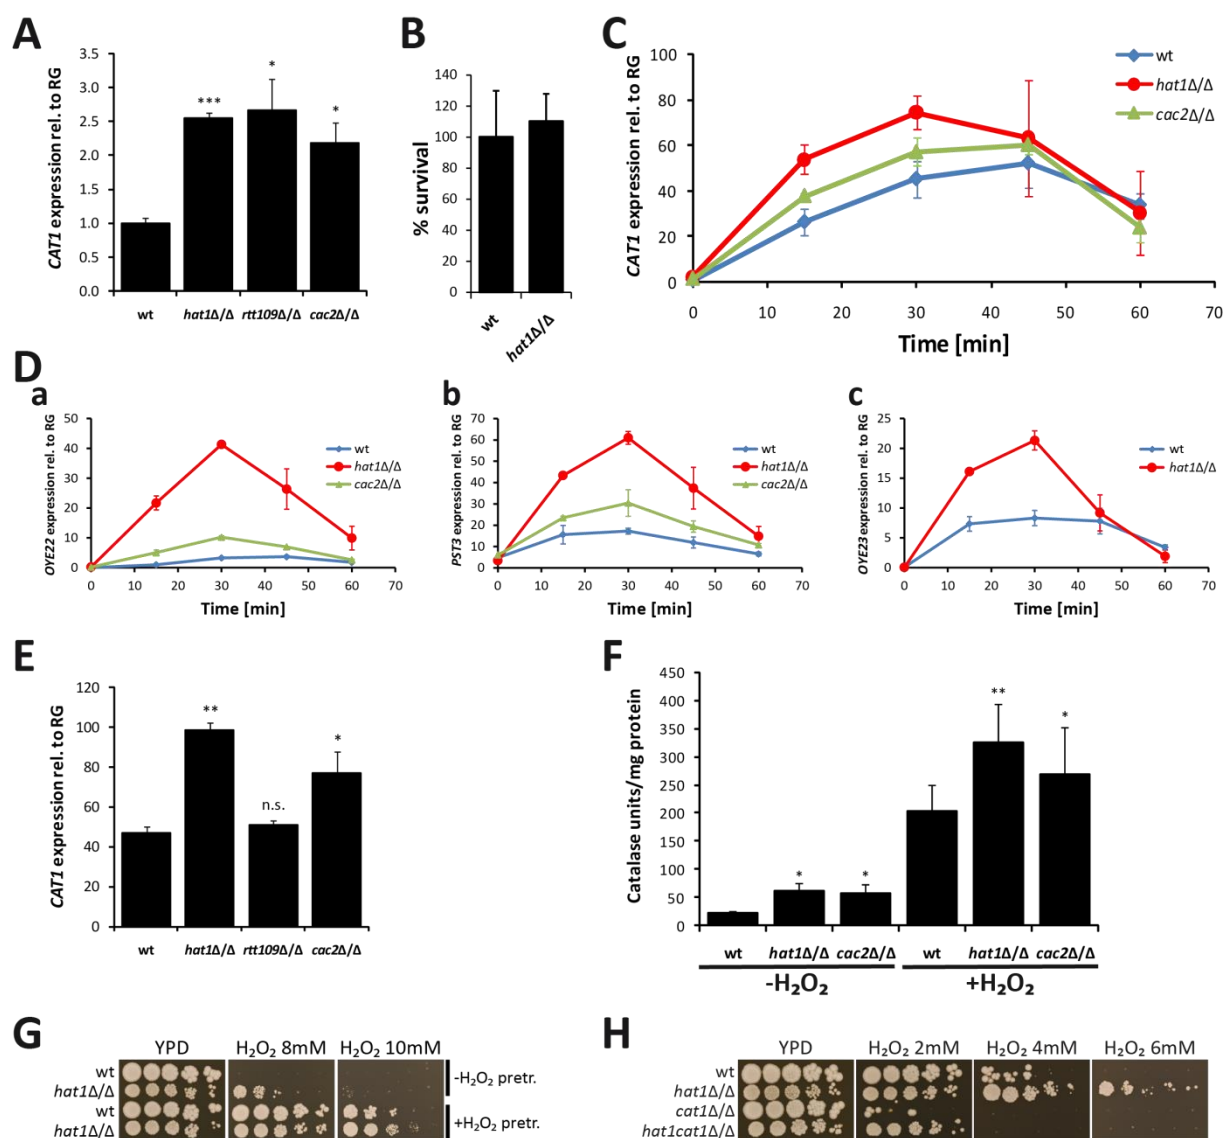 A
CAT1 expression rel. to RG
3.5
3.0
2.5
2.0
1.5
1.0
0.5
0.0
***
*
*
wt hat1Δ/Δ rtt109Δ/Δ cac2Δ/Δ
B
% survival
140
120
100
80
60
40
20
0
wt
hat1Δ/Δ
C
CAT1 expression rel. to RG
100
80
60
40
20
0
0 10 20 30 40 50 60 70
Time [min]
wt
hat1Δ/Δ
cac2Δ/Δ
D
a
OYE22 expression rel. to RG
50
40
30
20
10
0
0 10 20 30 40 50 60 70
Time [min]
wt
hat1Δ/Δ
cac2Δ/Δ
b
PST3 expression rel. to RG
70
60
50
40
30
20
10
0
0 10 20 30 40 50 60 70
Time [min]
wt
hat1Δ/Δ
cac2Δ/Δ
c
OYE23 expression rel. to RG
25
20
15
10
5
0
0 10 20 30 40 50 60 70
Time [min]
wt
hat1Δ/Δ
E
CAT1 expression rel. to RG
120
100
80
60
40
20
0
**
n.s.
*
wt hat1Δ/Δ rtt109Δ/Δ cac2Δ/Δ
F
Catalase units/mg protein
450
400
350
300
250
200
150
100
50
0
*
*
**
*
wt hat1Δ/Δ cac2Δ/Δ wt hat1Δ/Δ cac2Δ/Δ
-H₂O₂ +H₂O₂
G
YPD H₂O₂ 8mM H₂O₂ 10mM
wt
hat1Δ/Δ
wt
hat1Δ/Δ
-H₂O₂ pretr.
+H₂O₂ pretr.
H
YPD H₂O₂ 2mM H₂O₂ 4mM H₂O₂ 6mM
wt
hat1Δ/Δ
cat1Δ/Δ
hat1cat1Δ/Δ